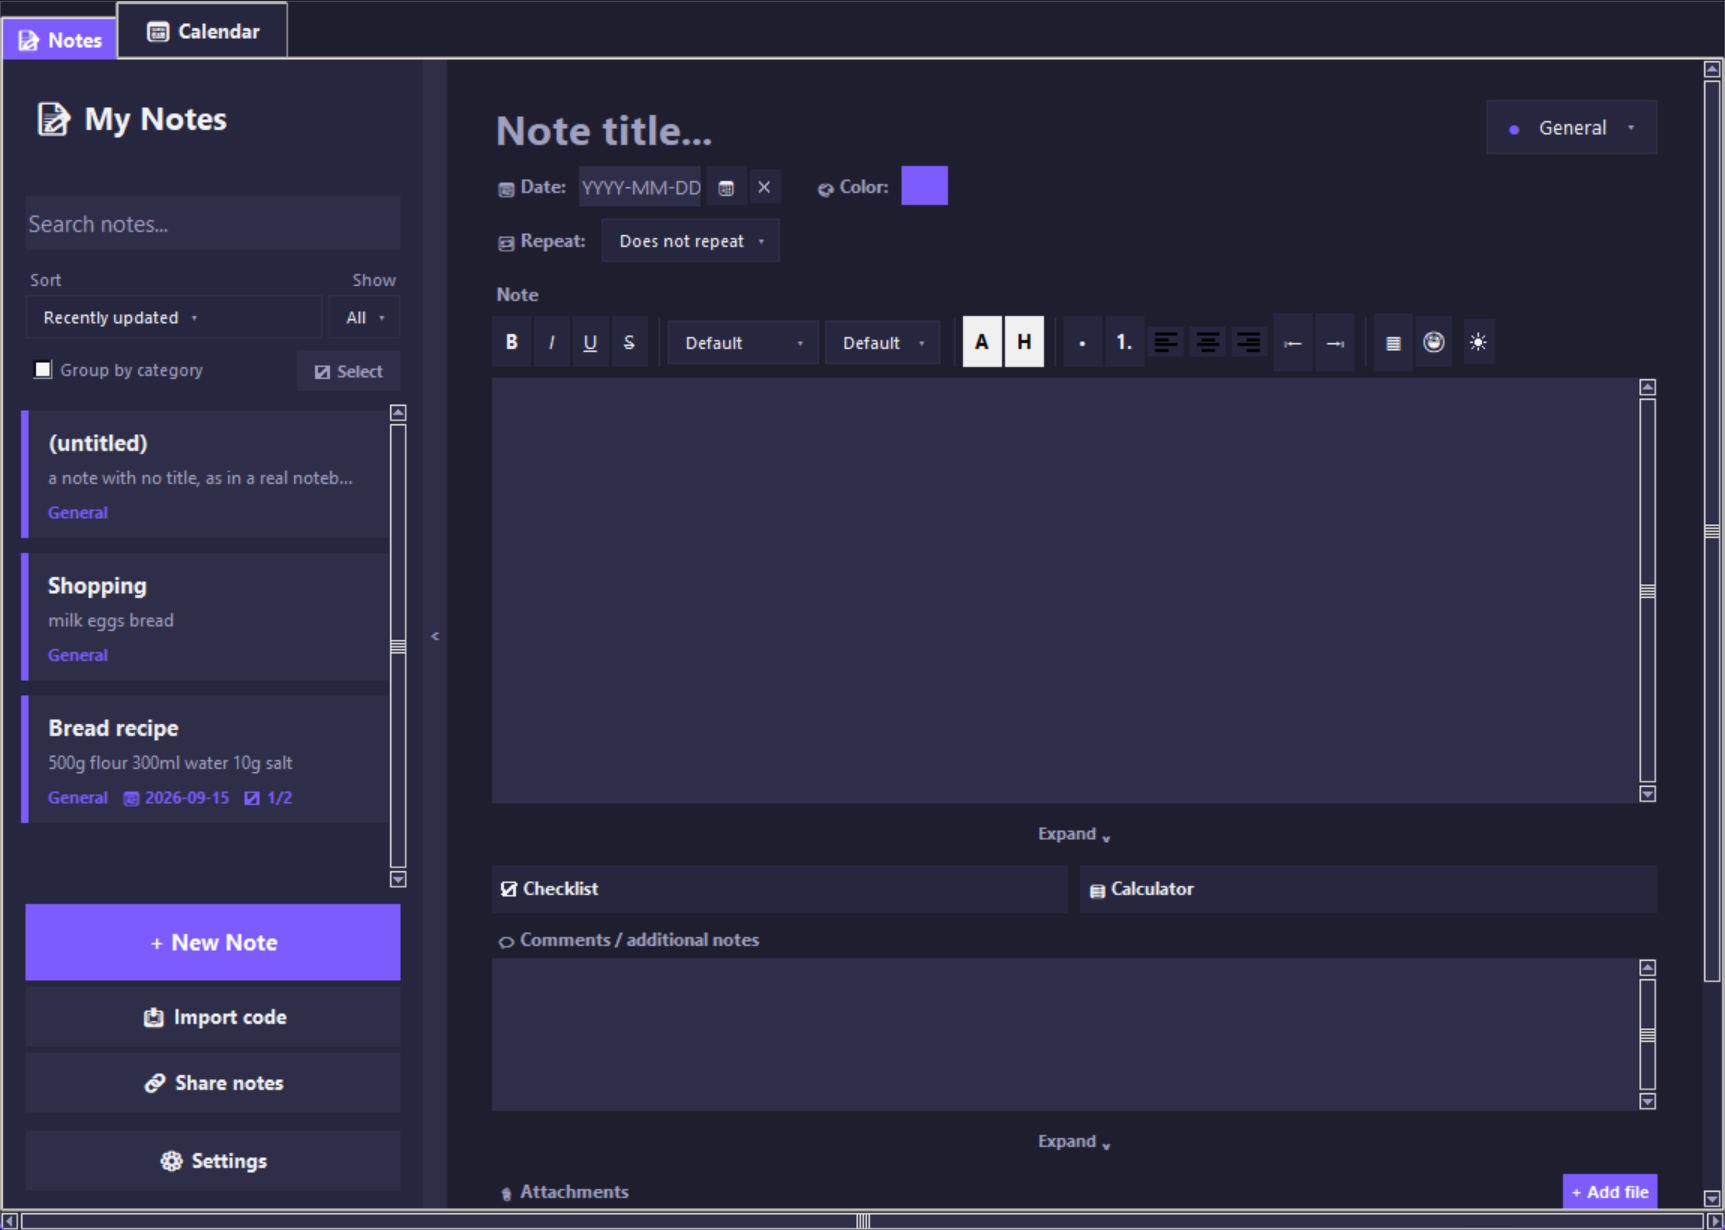 Notes
Calendar
My Notes
Search notes...
Sort
Show
Recently updated
All
Group by category
Select
(untitled)
a note with no title, as in a real noteb...
General
Shopping
milk eggs bread
General
Bread recipe
500g flour 300ml water 10g salt
General 2026-09-15 1/2
+ New Note
Import code
Share notes
Settings
<
Note title...
General
Date: YYYY-MM-DD
Color:
Repeat: Does not repeat
Note
B I U S Default Default A H • 1.
Expand
Checklist
Calculator
Comments / additional notes
Expand
Attachments
+ Add file